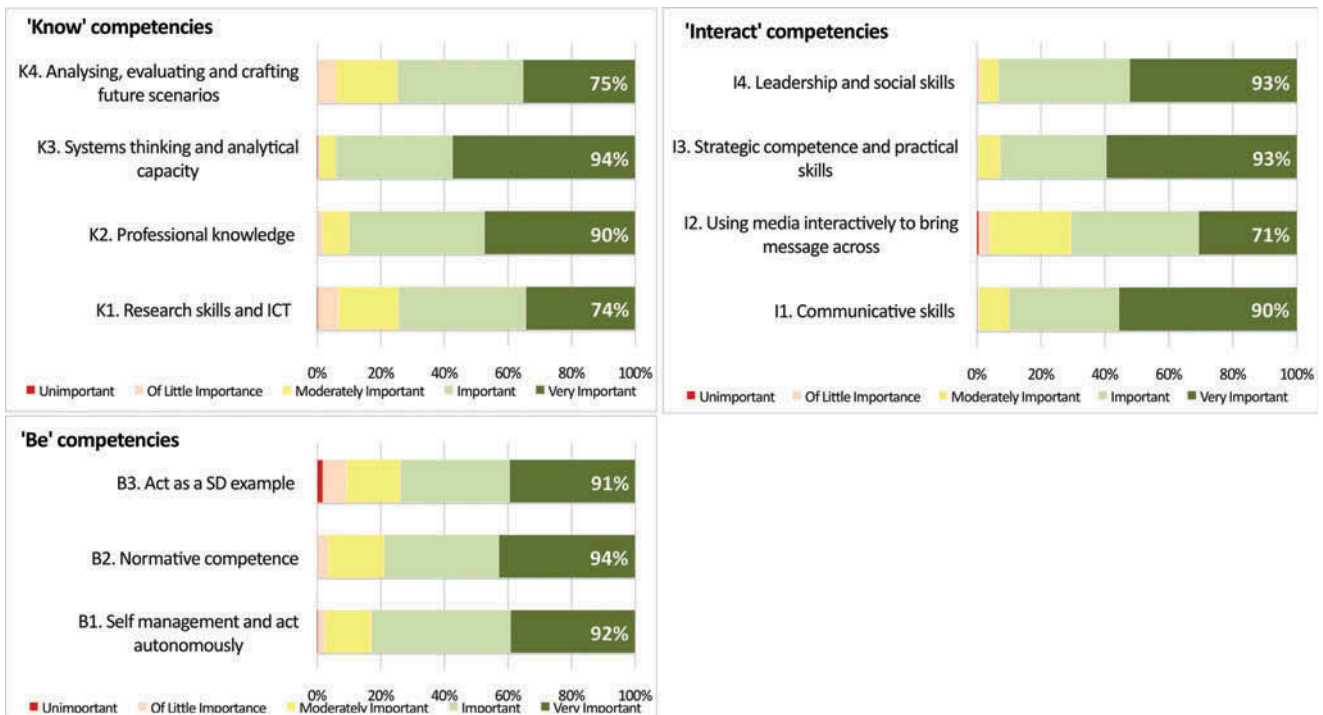 'Know' competencies
K4. Analysing, evaluating and crafting
future scenarios
75%
K3. Systems thinking and analytical
capacity
94%
K2. Professional knowledge
90%
K1. Research skills and ICT
74%
0% 20% 40% 60% 80% 100%
Unimportant Of Little Importance Moderately Important Important Very Important
'Interact' competencies
I4. Leadership and social skills
93%
I3. Strategic competence and practical
skills
93%
I2. Using media interactively to bring
message across
71%
I1. Communicative skills
90%
0% 20% 40% 60% 80% 100%
Unimportant Of Little Importance Moderately Important Important Very Important
'Be' competencies
B3. Act as a SD example
91%
B2. Normative competence
94%
B1. Self management and act
autonomously
92%
0% 20% 40% 60% 80% 100%
Unimportant Of Little Importance Moderately Important Important Very Important